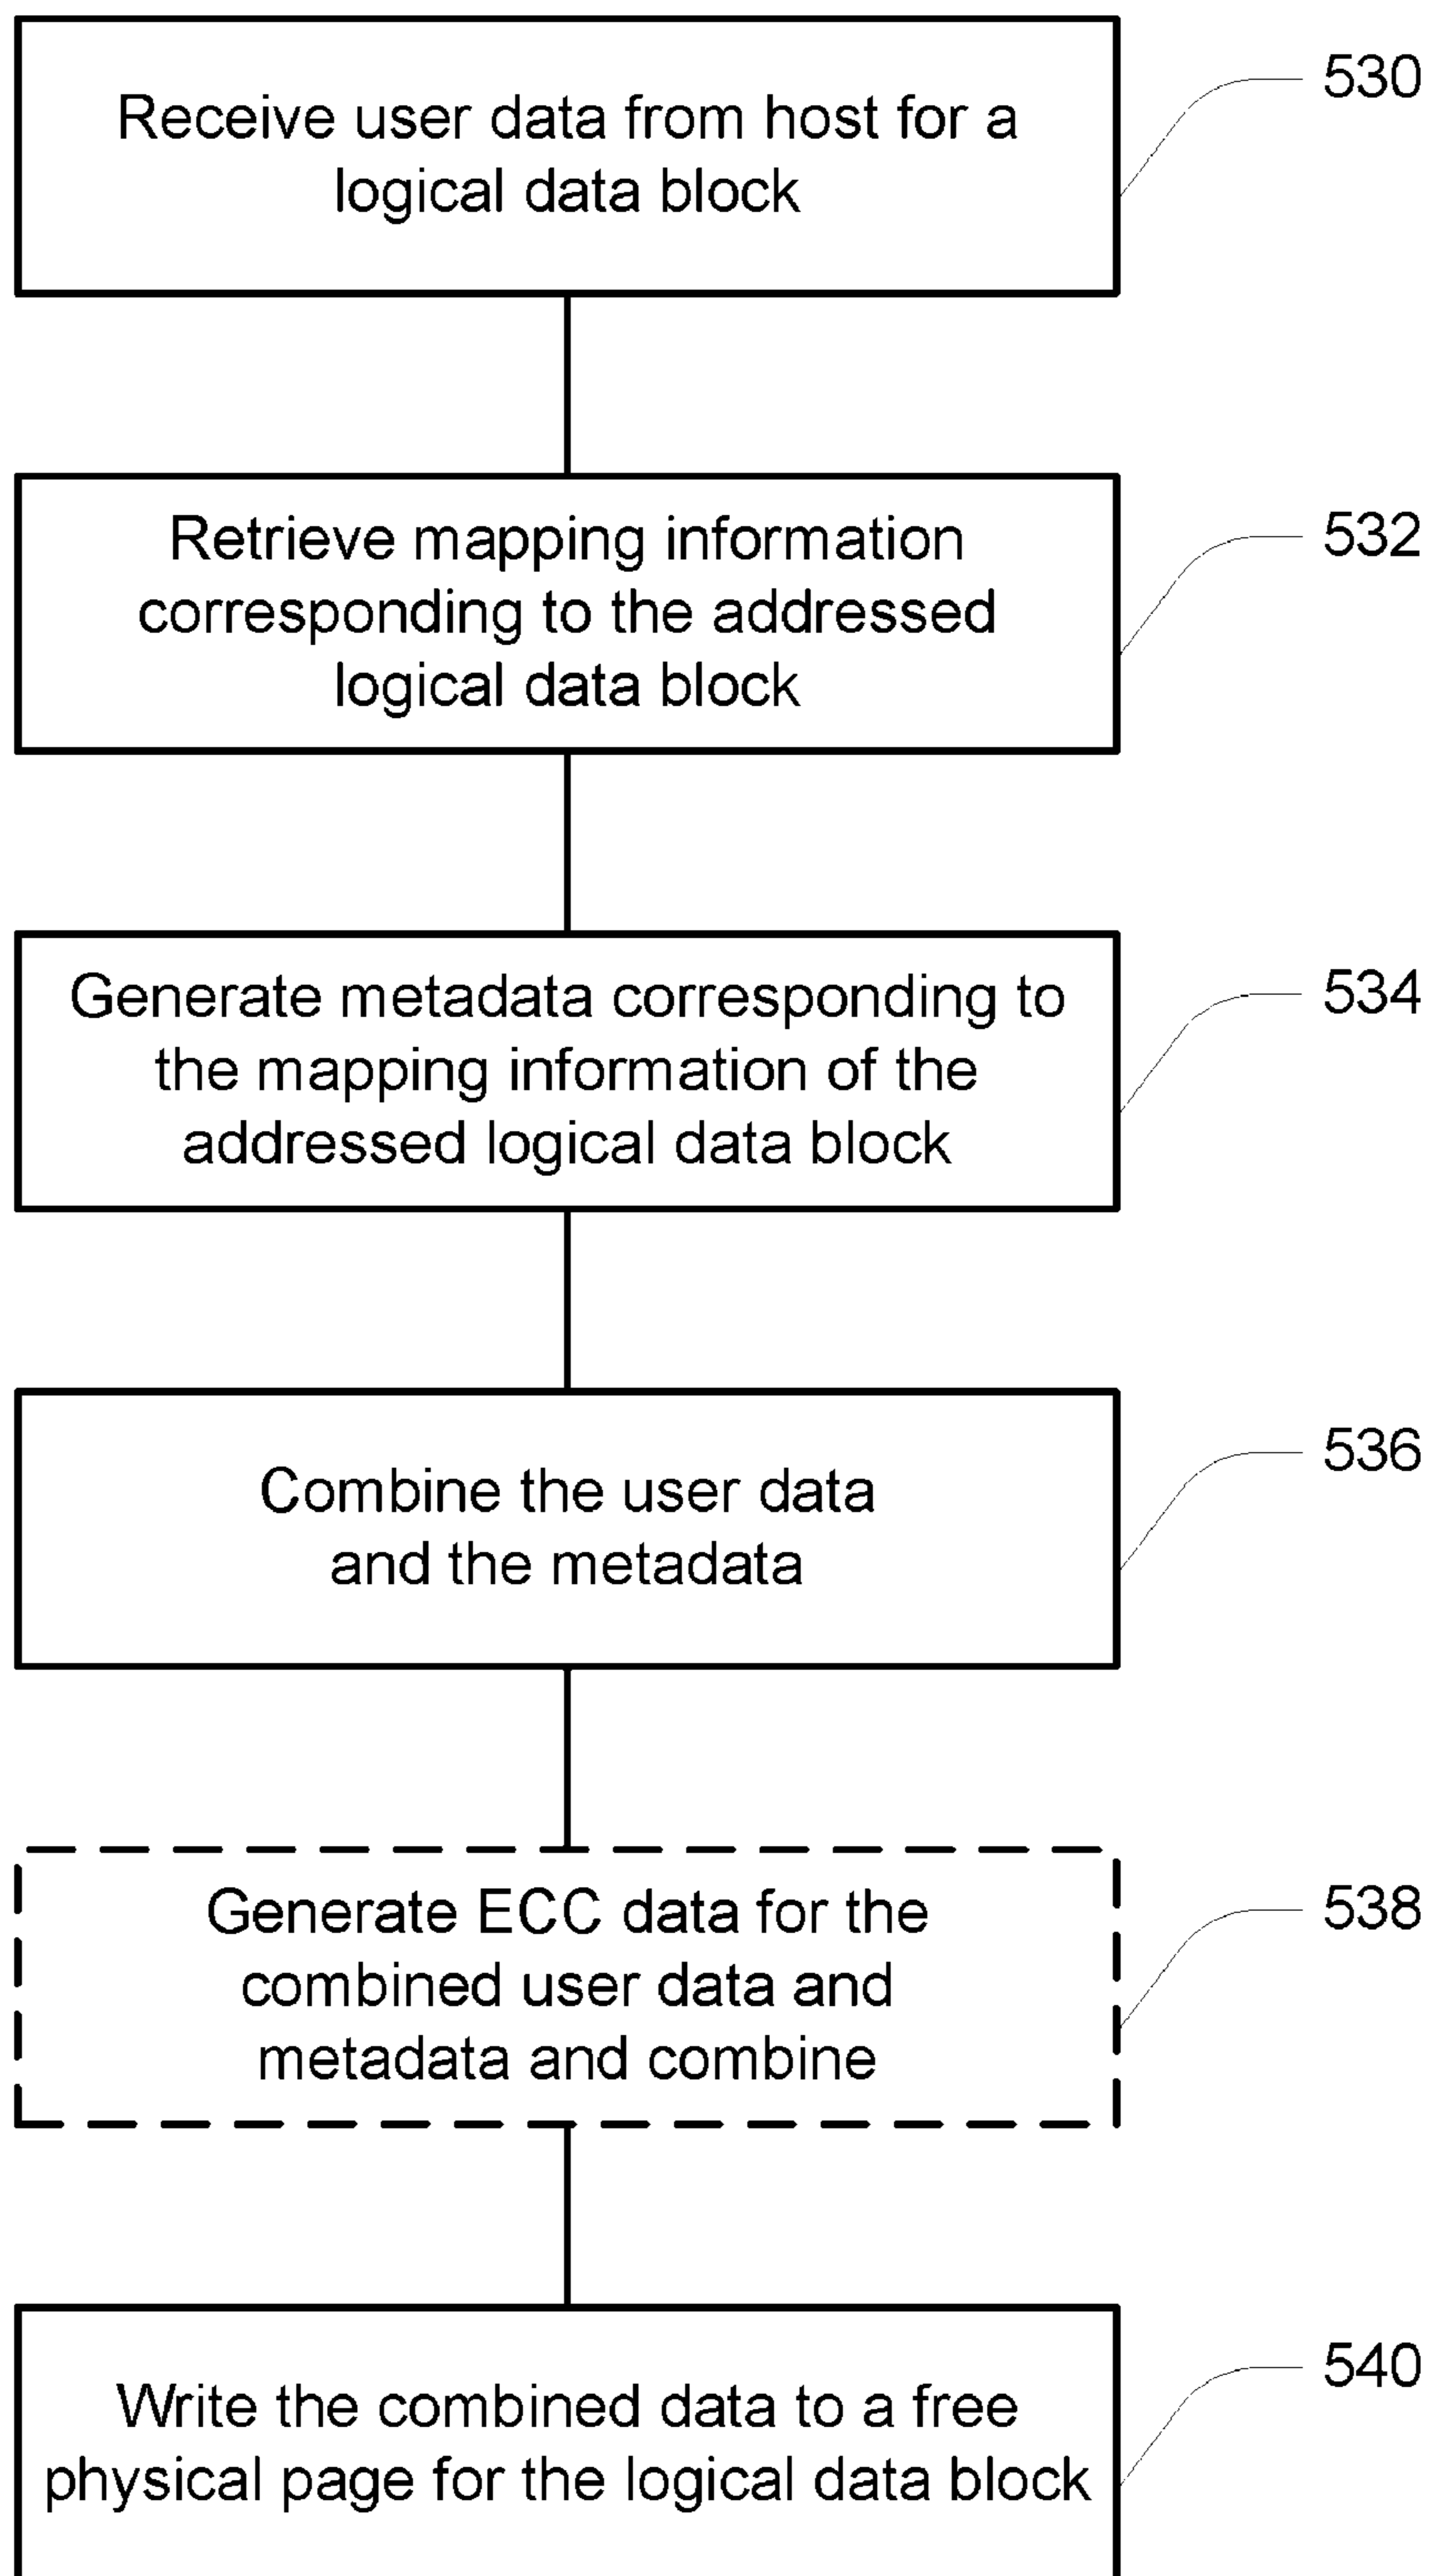 Receive user data from host for a
logical data block
530
Retrieve mapping information
corresponding to the addressed
logical data block
532
Generate metadata corresponding to
the mapping information of the
addressed logical data block
534
Combine the user data
and the metadata
536
Generate ECC data for the
combined user data and
metadata and combine
538
Write the combined data to a free
physical page for the logical data block
540